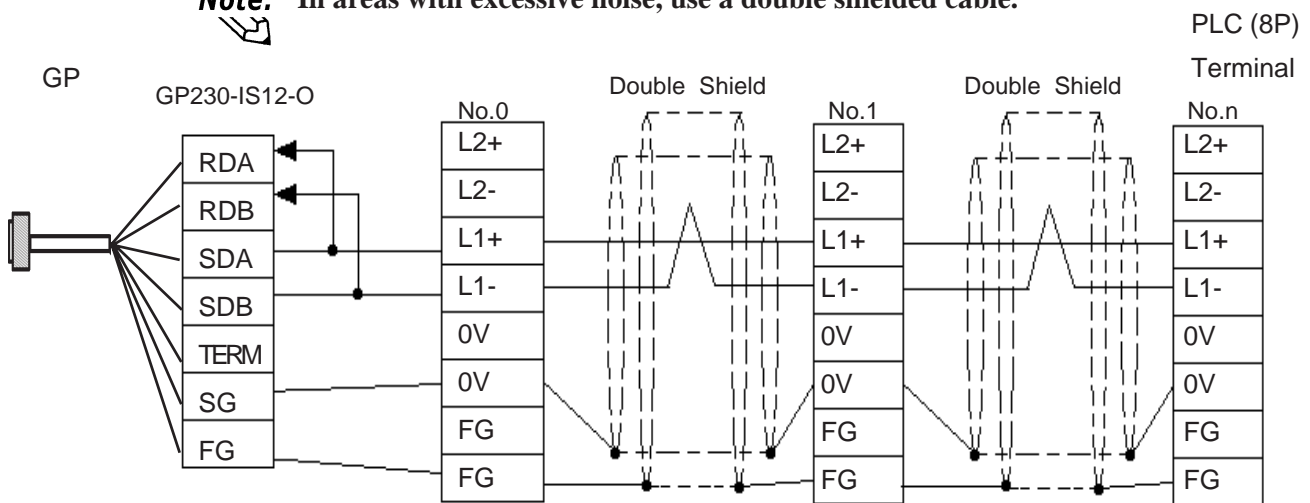 Note: In areas with excessive noise, use a double shielded cable.
PLC (8P)
Terminal
GP
GP230-IS12-O
RDA
RDB
SDA
SDB
TERM
SG
FG
No.0
L2+
L2-
L1+
L1-
0V
0V
FG
FG
Double Shield
No.1
L2+
L2-
L1+
L1-
0V
0V
FG
FG
Double Shield
No.n
L2+
L2-
L1+
L1-
0V
0V
FG
FG